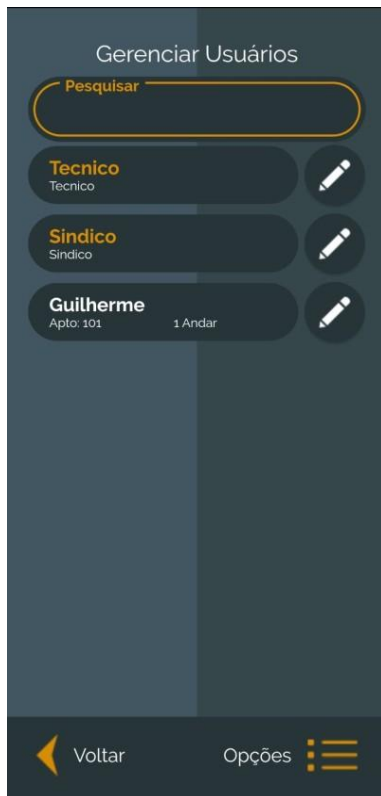 Gerenciar Usuários
Pesquisar
Tecnico
Tecnico
Sindico
Sindico
Guilherme
Apto: 101 1 Andar
Voltar Opções